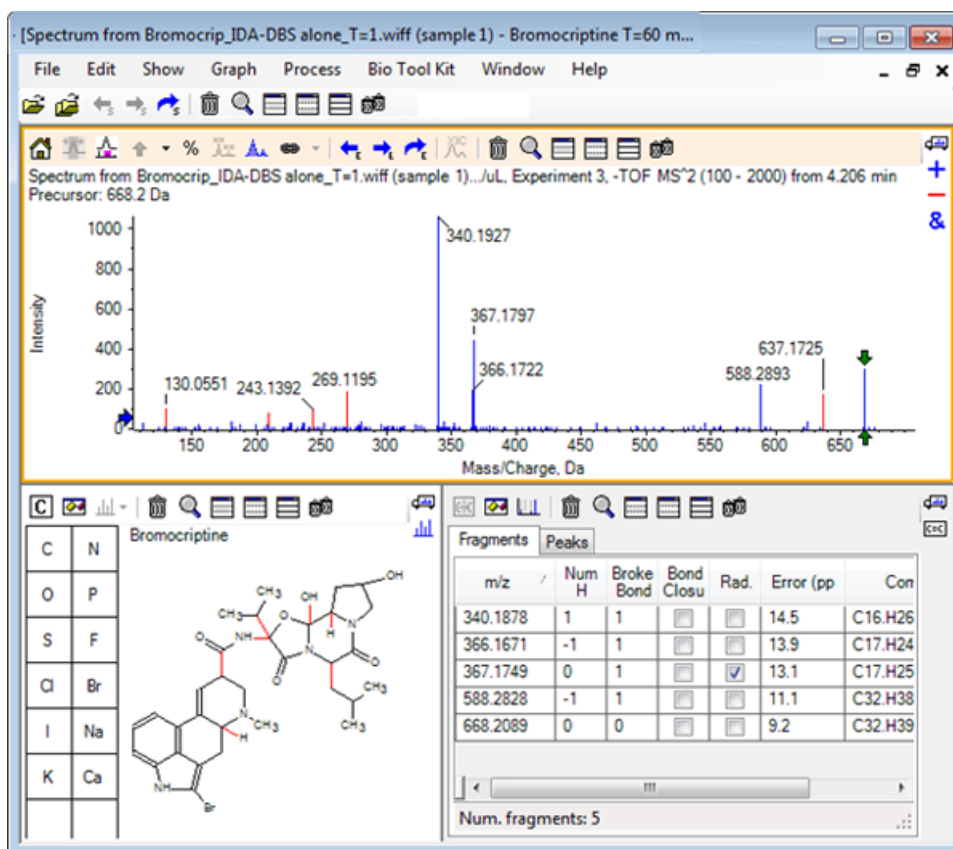 [Spectrum from Bromocrip_IDA-DBS alone_T=1.wiff (sample 1) - Bromocriptine T=60 m...
File Edit Show Graph Process Bio Tool Kit Window Help
%
Spectrum from Bromocrip_IDA-DBS alone_T=1.wiff (sample 1).../uL, Experiment 3, -TOF MS^2 (100 - 2000) from 4.206 min
Precursor: 668.2 Da
Intensity
1000
800
600
400
200
0
340.1927
367.1797
366.1722
637.1725
588.2893
130.0551
243.1392
269.1195
150 200 250 300 350 400 450 500 550 600 650
Mass/Charge, Da
C
Bromocriptine
C N
O P
S F
Cl Br
I Na
K Ca
OH
CH3
CH3
O
OH
N
O
NH
H
N
O
O
CH3
CH3
N
CH3
H
NH
Br
Fragments Peaks
m/z Num H Broke Bond Bond Closu Rad. Error (pp Con
340.1878 1 1 14.5 C16.H26
366.1671 -1 1 13.9 C17.H24
367.1749 0 1 13.1 C17.H25
588.2828 -1 1 11.1 C32.H38
668.2089 0 0 9.2 C32.H39
Num. fragments: 5